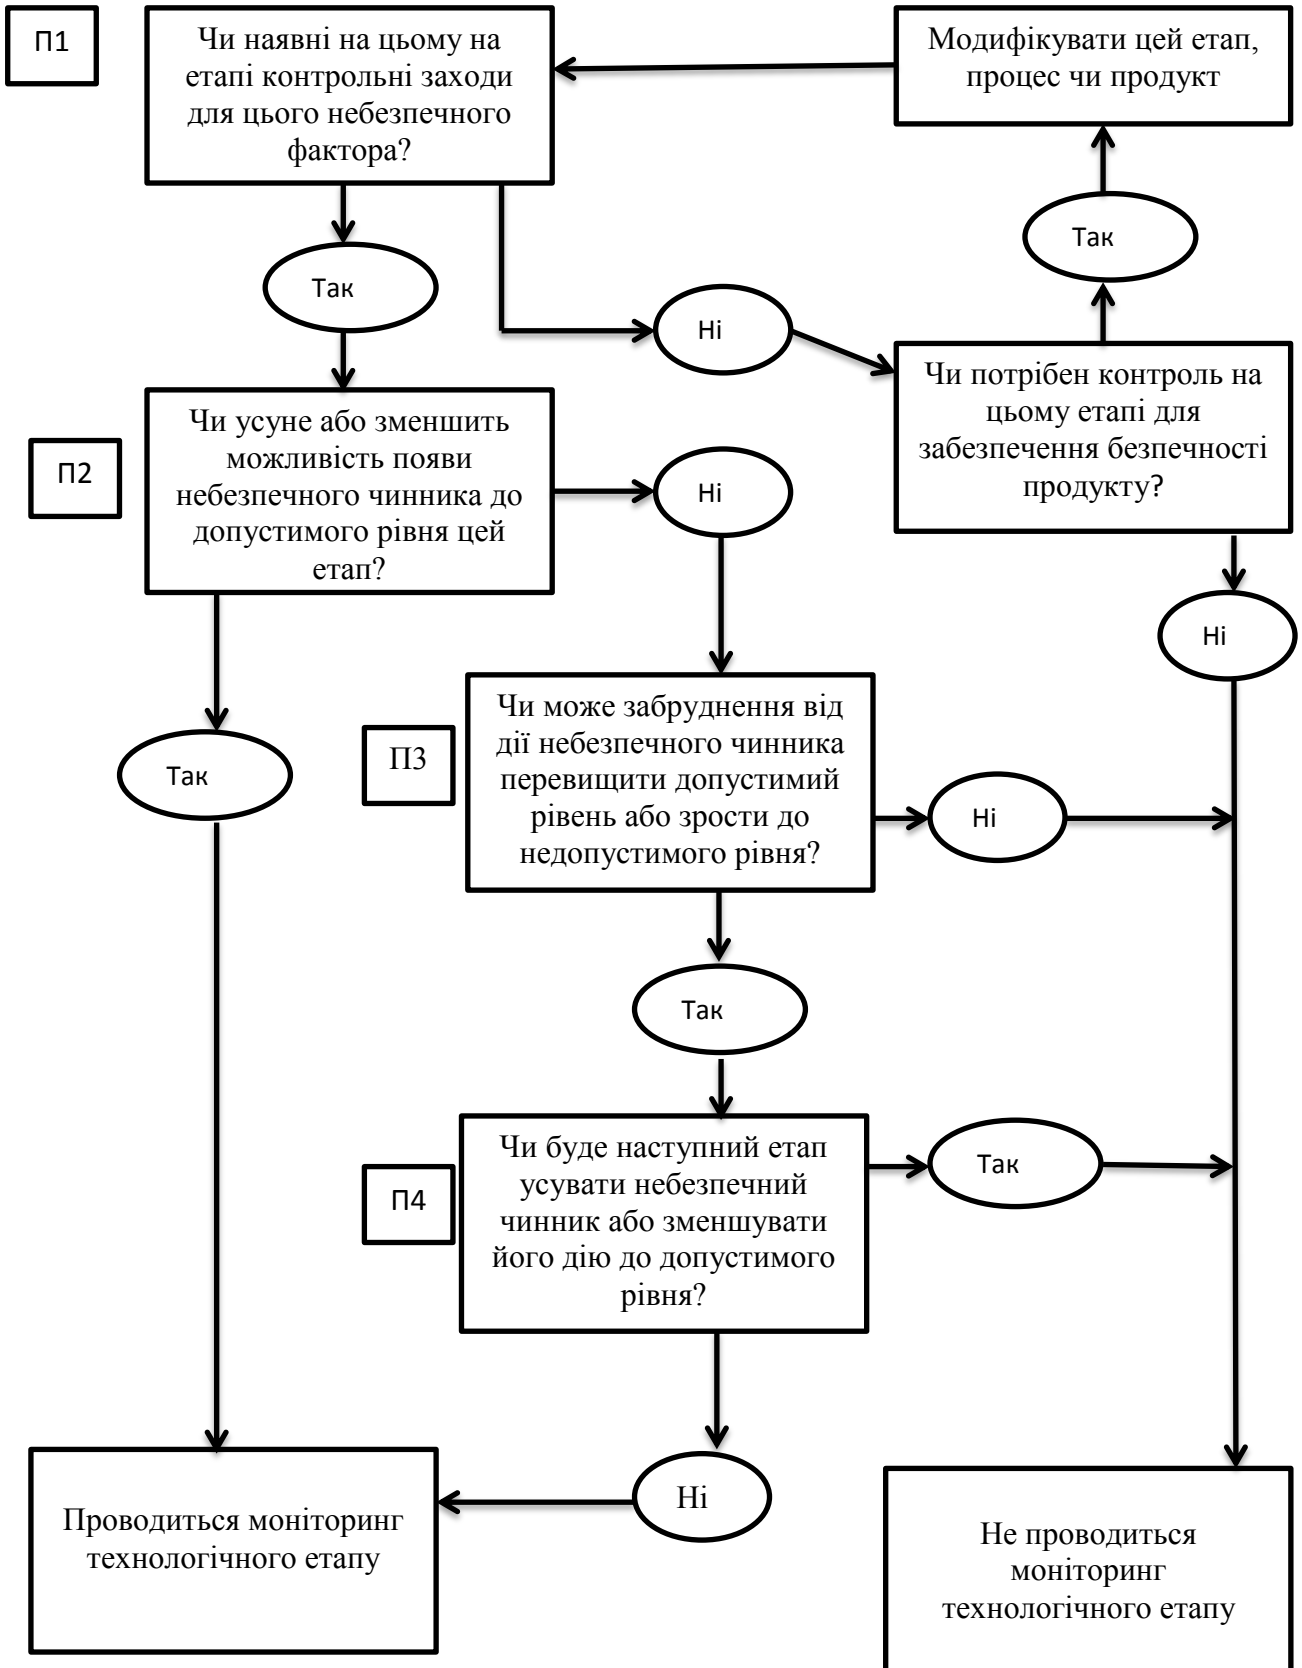 П1
Чи наявні на цьому на
етапі контрольні заходи
для цього небезпечного
фактора?
Модифікувати цей етап,
процес чи продукт
Так
Так
Ні
Чи потрібен контроль на
цьому етапі для
забезпечення безпечності
продукту?
П2
Чи усуне або зменшить
можливість появи
небезпечного чинника до
допустимого рівня цей
етап?
Ні
Ні
Так
П3
Чи може забруднення від
дії небезпечного чинника
перевищити допустимий
рівень або зрости до
недопустимого рівня?
Ні
Так
П4
Чи буде наступний етап
усувати небезпечний
чинник або зменшувати
його дію до допустимого
рівня?
Так
Ні
Проводиться моніторинг
технологічного етапу
Не проводиться
моніторинг
технологічного етапу